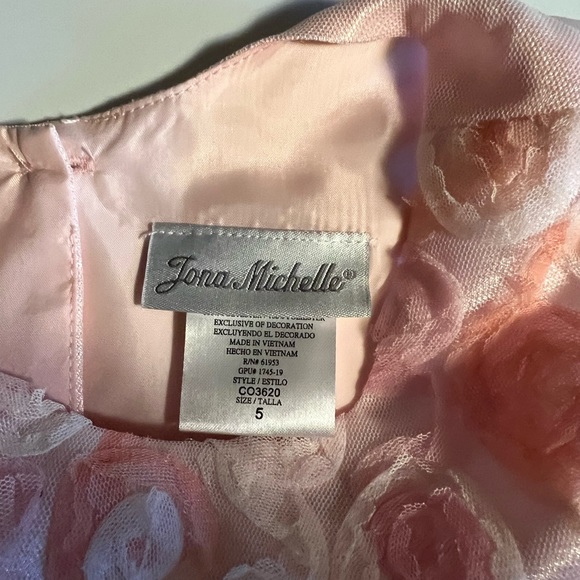 Jona Michelle®
EXCLUSIVE OF DECORATION
EXCLUYENDO EL DECORADO
MADE IN VIETNAM
HECHO EN VIETNAM
R/N# 61953
GPU# 1745-19
STYLE / ESTILO
CO3620
SIZE / TALLA
5